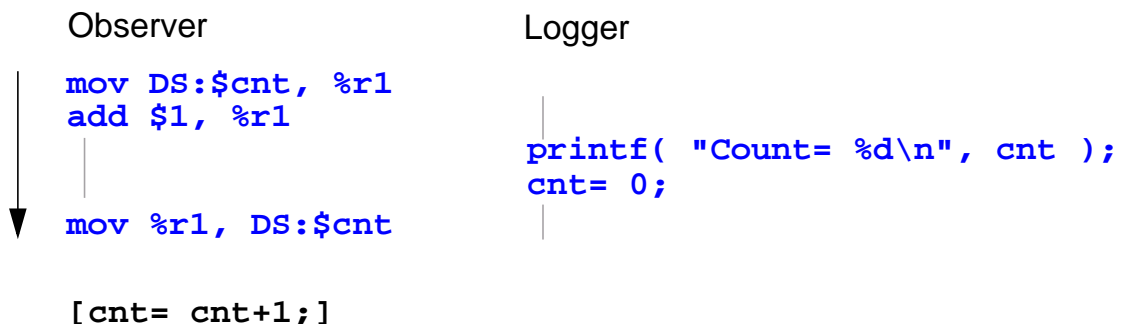 Observer
Logger
mov DS:$cnt, %r1
add $1, %r1
printf( "Count= %d\n", cnt );
cnt= 0;
mov %r1, DS:$cnt
[cnt= cnt+1;]